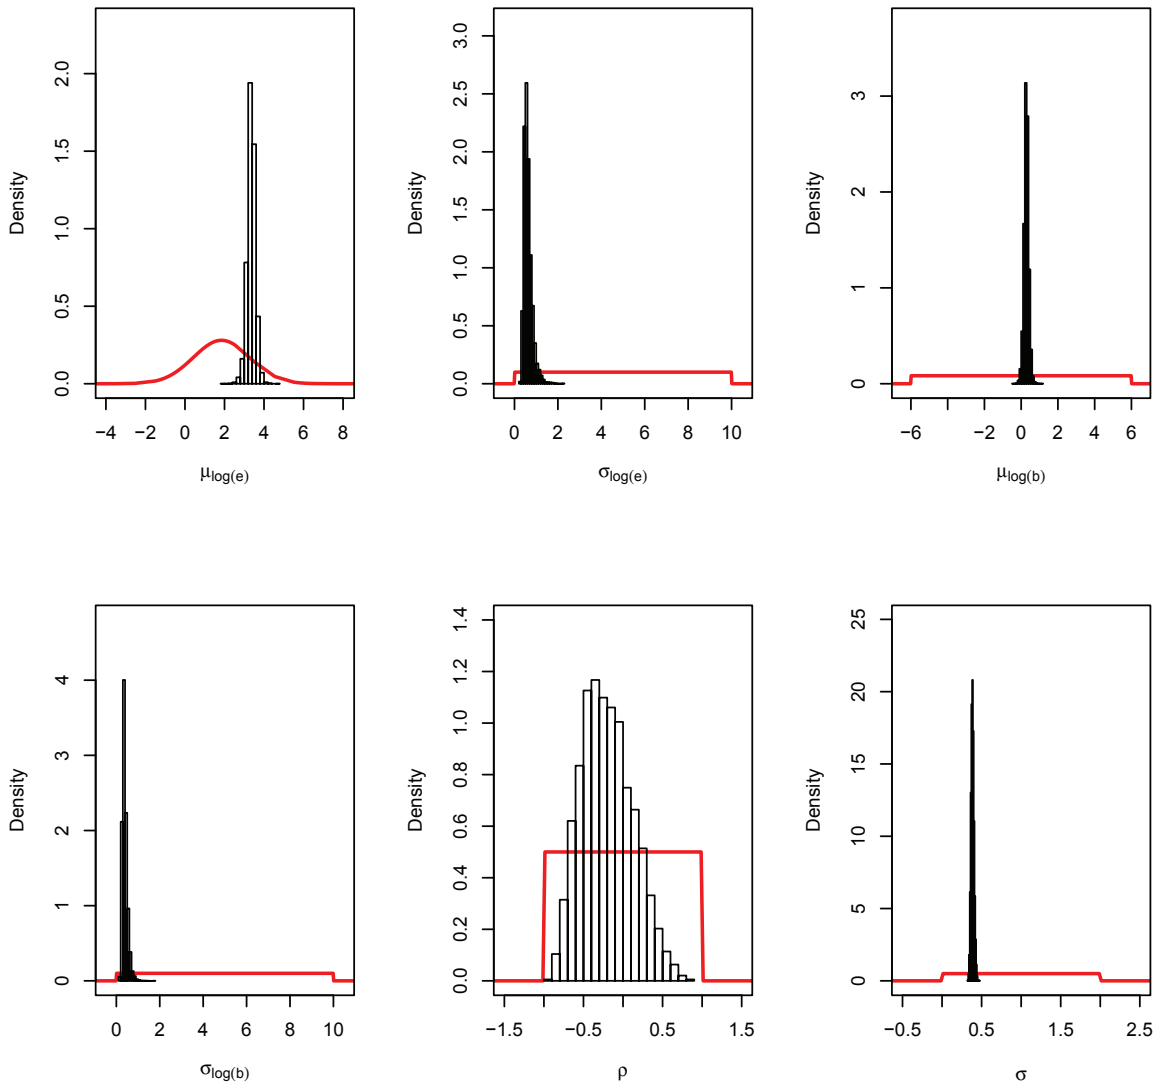 Density
2.0
1.5
1.0
0.5
0.0
−4 −2 0 2 4 6 8
μlog(e)
Density
3.0
2.5
2.0
1.5
1.0
0.5
0.0
0 2 4 6 8 10
σlog(e)
Density
3
2
1
0
−6 −2 0 2 4 6
μlog(b)
Density
4
3
2
1
0
0 2 4 6 8 10
σlog(b)
Density
1.4
1.2
1.0
0.8
0.6
0.4
0.2
0.0
−1.5 −0.5 0.5 1.5
ρ
Density
25
20
15
10
5
0
−0.5 0.5 1.5 2.5
σ